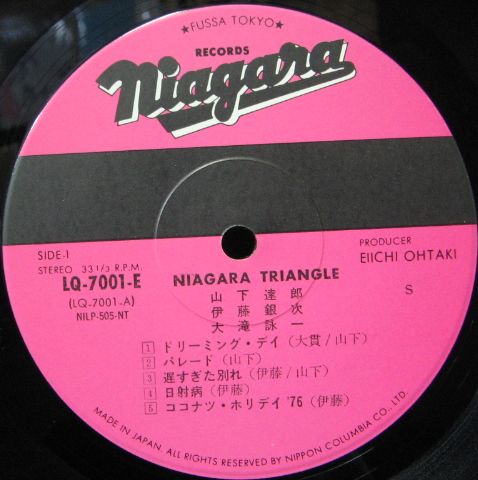 ★FUSSA TOKYO★
RECORDS
Niagara
SIDE-1
STEREO 33 1/3 R.P.M.
LQ-7001-E
(LQ-7001-A)
NILP-505-NT
PRODUCER
EIICHI OHTAKI
S
NIAGARA TRIANGLE
山下達郎
伊藤銀次
大滝詠一
1 ドリーミング・デイ(大貫/山下)
2 パレード(山下)
3 遅すぎた別れ(伊藤/山下)
4 日射病(伊藤)
5 ココナツ・ホリデイ '76(伊藤)
MADE IN JAPAN. ALL RIGHTS RESERVED BY NIPPON COLUMBIA CO., LTD.